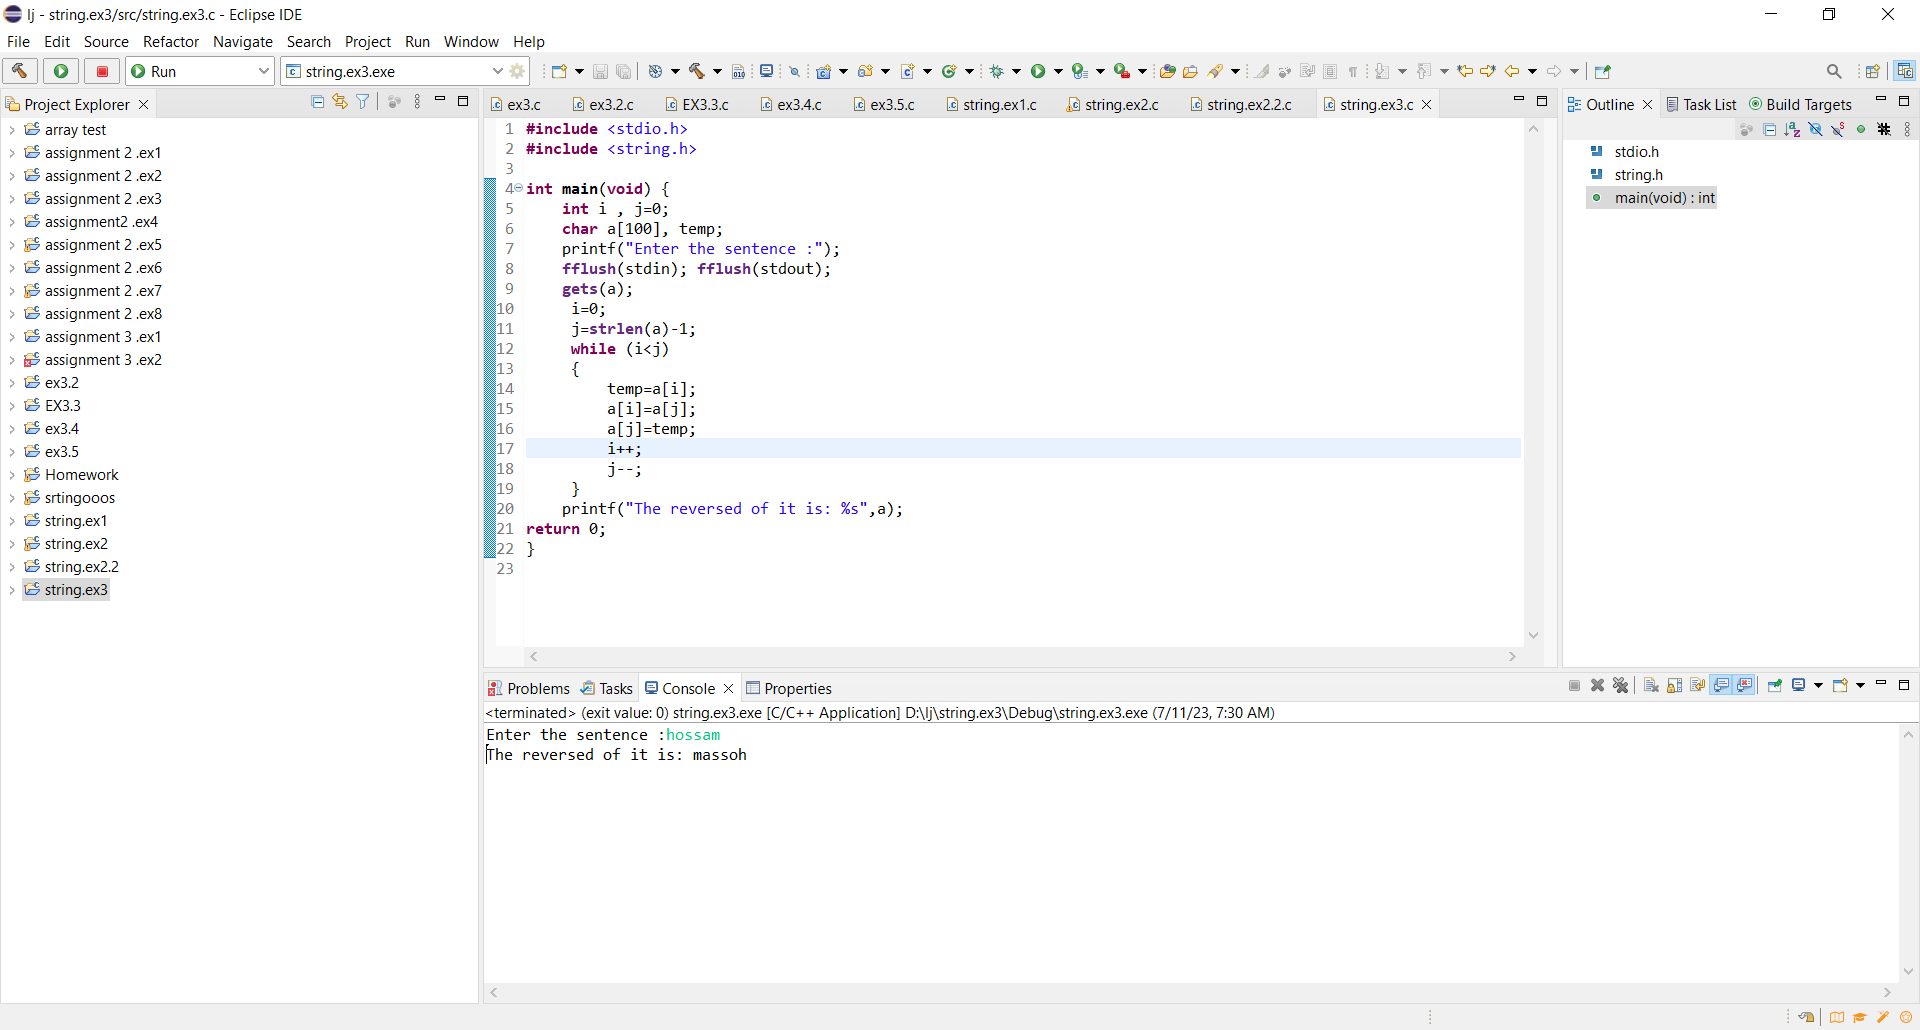 lj - string.ex3/src/string.ex3.c - Eclipse IDE
File Edit Source Refactor Navigate Search Project Run Window Help
Run string.ex3.exe
Project Explorer
array test
assignment 2 .ex1
assignment 2 .ex2
assignment 2 .ex3
assignment2 .ex4
assignment 2 .ex5
assignment 2 .ex6
assignment 2 .ex7
assignment 2 .ex8
assignment 3 .ex1
assignment 3 .ex2
ex3.2
EX3.3
ex3.4
ex3.5
Homework
srtingooos
string.ex1
string.ex2
string.ex2.2
string.ex3
ex3.c ex3.2.c EX3.3.c ex3.4.c ex3.5.c string.ex1.c string.ex2.c string.ex2.2.c string.ex3.c
1 #include <stdio.h>
2 #include <string.h>
3
4 int main(void) {
5 int i , j=0;
6 char a[100], temp;
7 printf("Enter the sentence :");
8 fflush(stdin); fflush(stdout);
9 gets(a);
10 i=0;
11 j=strlen(a)-1;
12 while (i<j)
13 {
14 temp=a[i];
15 a[i]=a[j];
16 a[j]=temp;
17 i++;
18 j--;
19 }
20 printf("The reversed of it is: %s",a);
21 return 0;
22 }
23
Outline Task List Build Targets
stdio.h
string.h
main(void) : int
Problems Tasks Console Properties
<terminated> (exit value: 0) string.ex3.exe [C/C++ Application] D:\lj\string.ex3\Debug\string.ex3.exe (7/11/23, 7:30 AM)
Enter the sentence :hossam
The reversed of it is: massoh